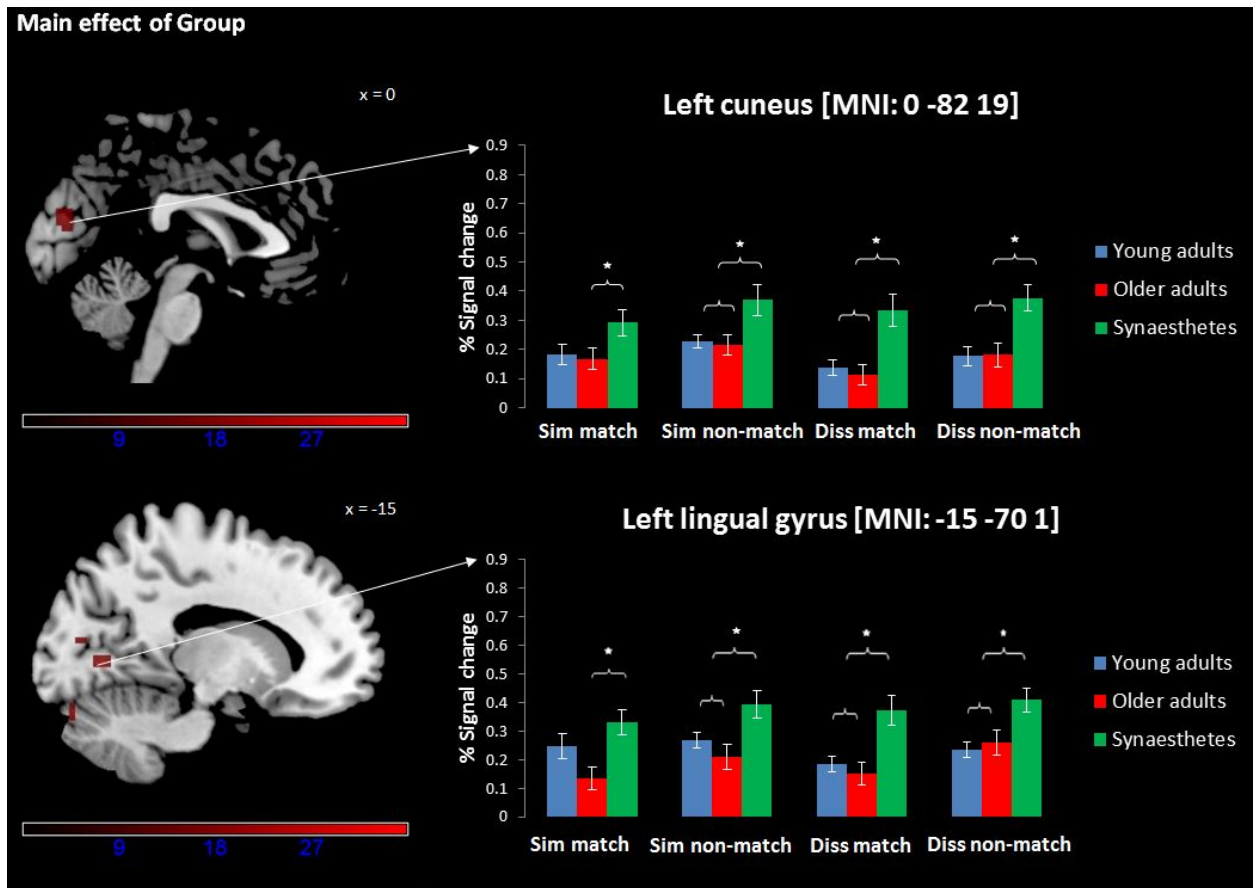 Main effect of Group
x = 0
Left cuneus [MNI: 0 -82 19]
% Signal change
0.9
0.8
0.7
0.6
0.5
0.4
0.3
0.2
0.1
0
Sim match
Sim non-match
Diss match
Diss non-match
Young adults
Older adults
Synaesthetes
9 18 27
x = -15
Left lingual gyrus [MNI: -15 -70 1]
% Signal change
0.9
0.8
0.7
0.6
0.5
0.4
0.3
0.2
0.1
0
Sim match
Sim non-match
Diss match
Diss non-match
Young adults
Older adults
Synaesthetes
9 18 27